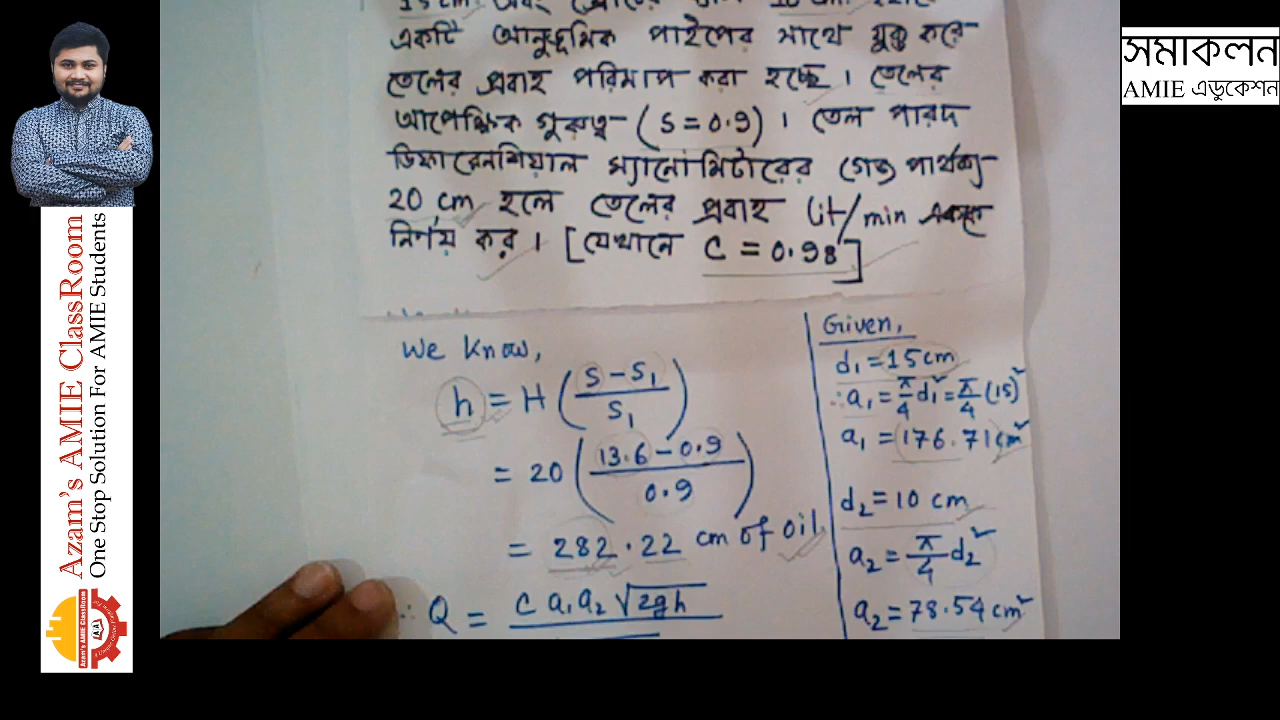 15 cm
একটি আনুভূমিক পাইপের সাথে যুক্ত করে
তেলের প্রবাহ পরিমাপ করা হচ্ছে। তেলের
আপেক্ষিক গুরুত্ব (S = 0.9)। তেল পারদ
ডিফারেনশিয়াল ম্যানোমিটারের গেজ পার্থক্য
20 cm হলে তেলের প্রবাহ Lit/min এককে
নির্ণয় কর। [যেখানে C = 0.98]
We know,
h = H (S - S₁ / S₁)
= 20 (13.6 - 0.9 / 0.9)
= 282.22 cm of oil.
∴ Q = C a₁ a₂ √2gh
Given,
d₁ = 15cm
∴ a₁ = π/4 d₁² = π/4 (15)²
a₁ = 176.71cm²
d₂ = 10 cm
a₂ = π/4 d₂²
a₂ = 78.54 cm²
সমাকলন
AMIE এডুকেশন
Azam's AMIE ClassRoom
One Stop Solution For AMIE Students